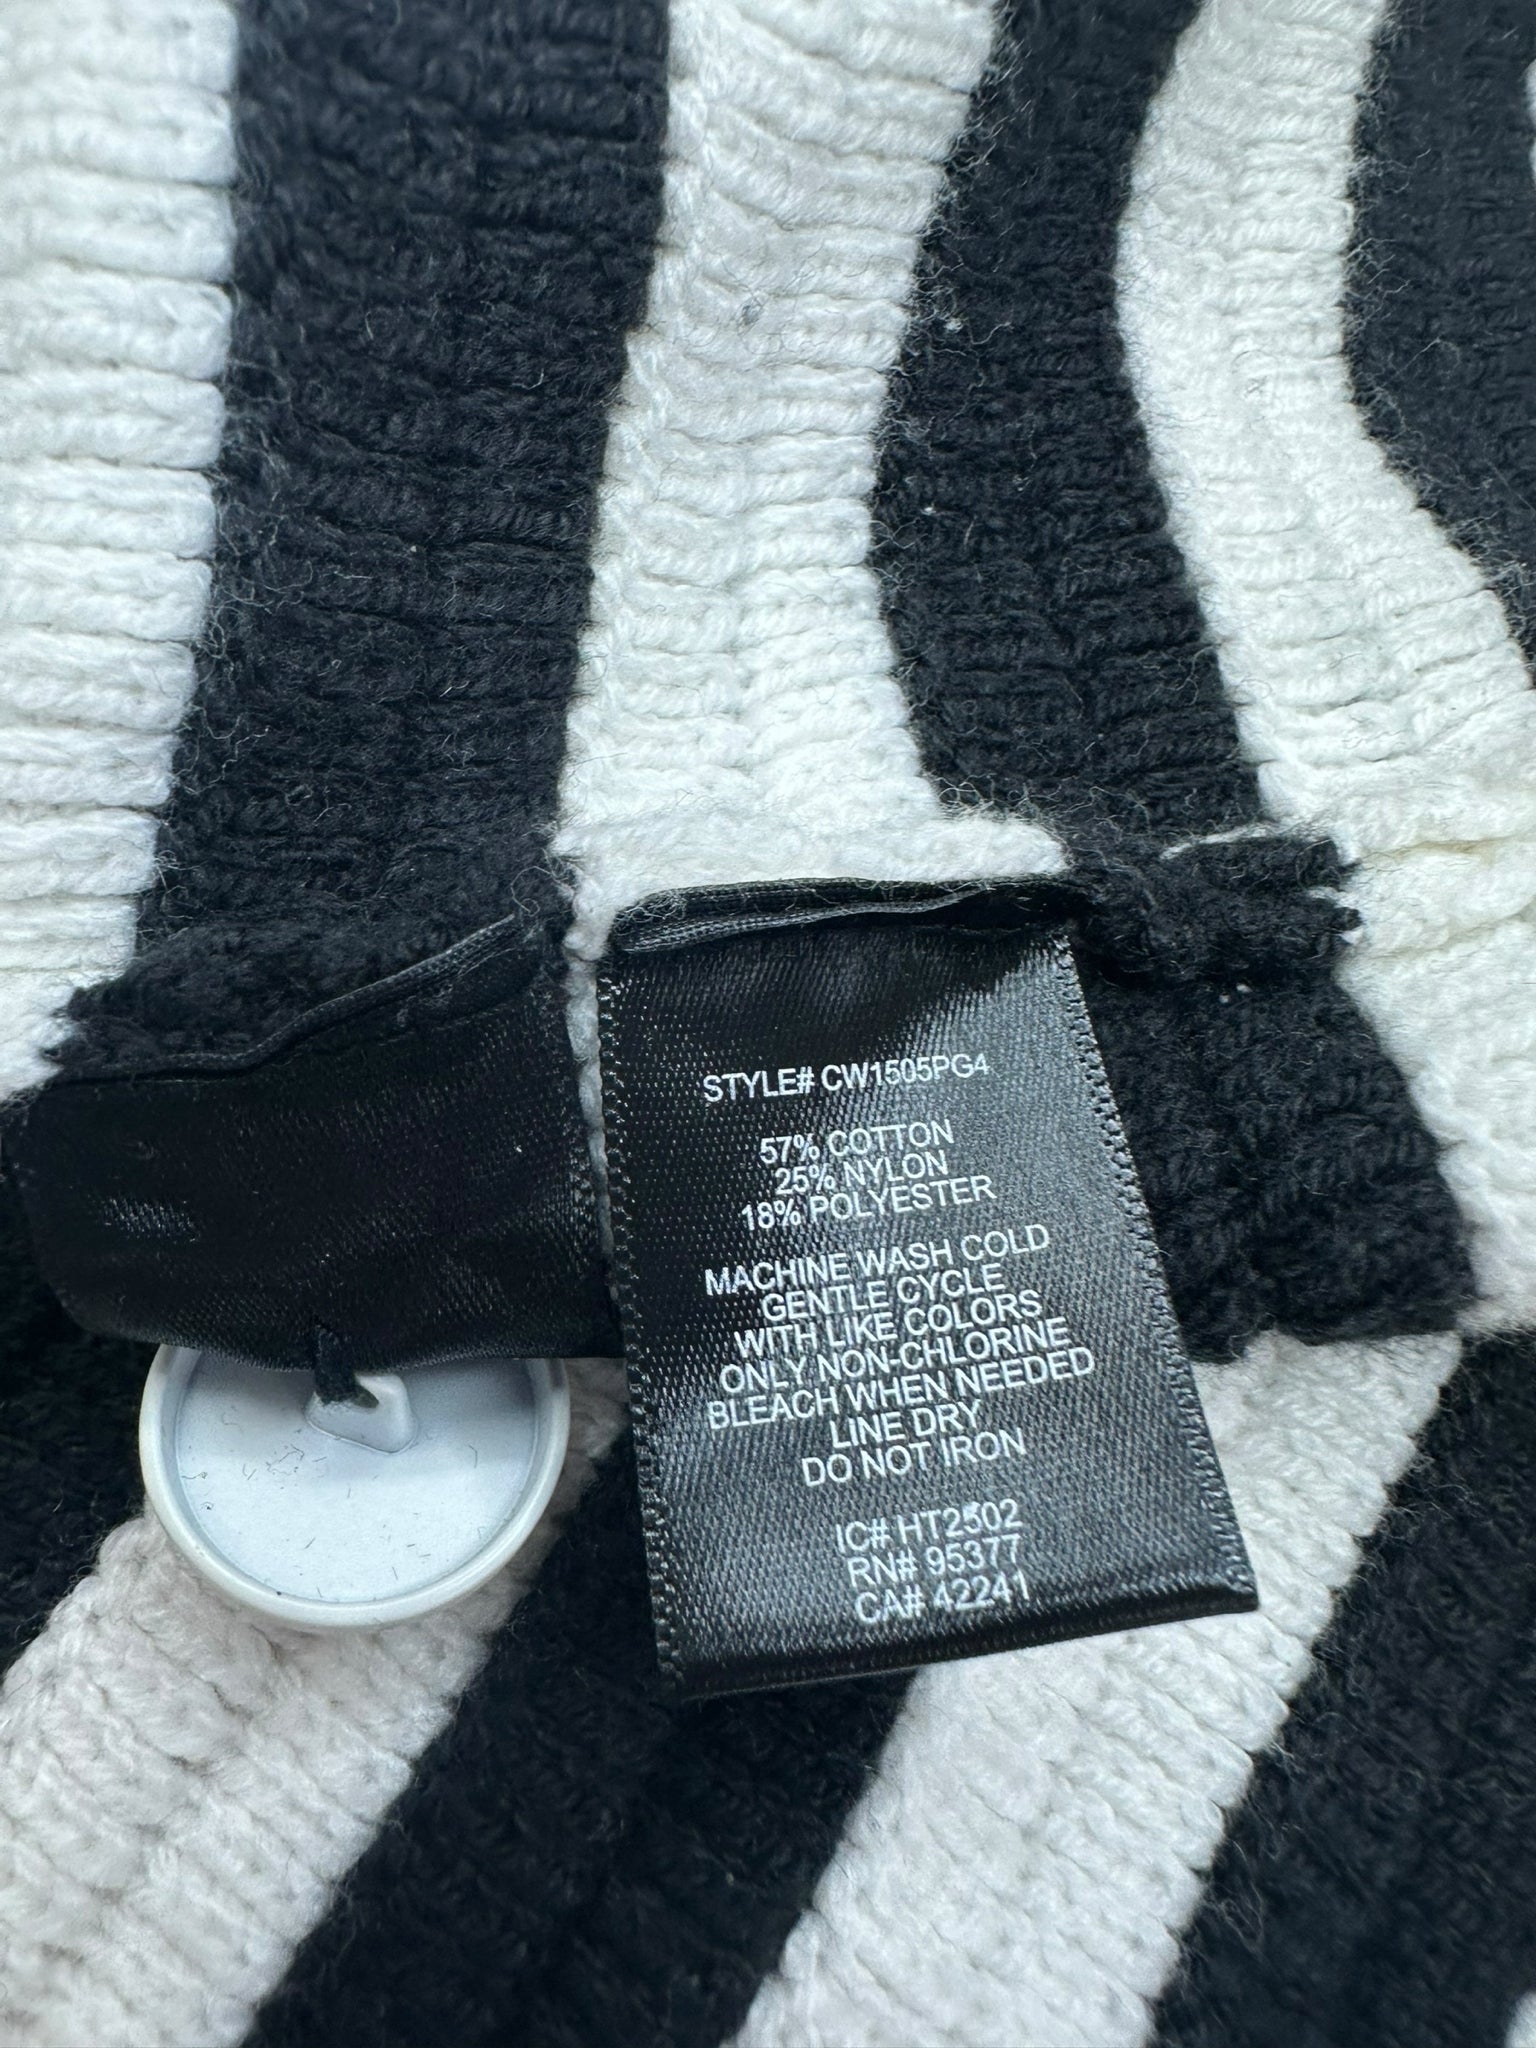 STYLE# CW1505PG4
57% COTTON
25% NYLON
18% POLYESTER
MACHINE WASH COLD
GENTLE CYCLE
WITH LIKE COLORS
ONLY NON-CHLORINE
BLEACH WHEN NEEDED
LINE DRY
DO NOT IRON
IC# HT2502
RN# 95377
CA# 42241